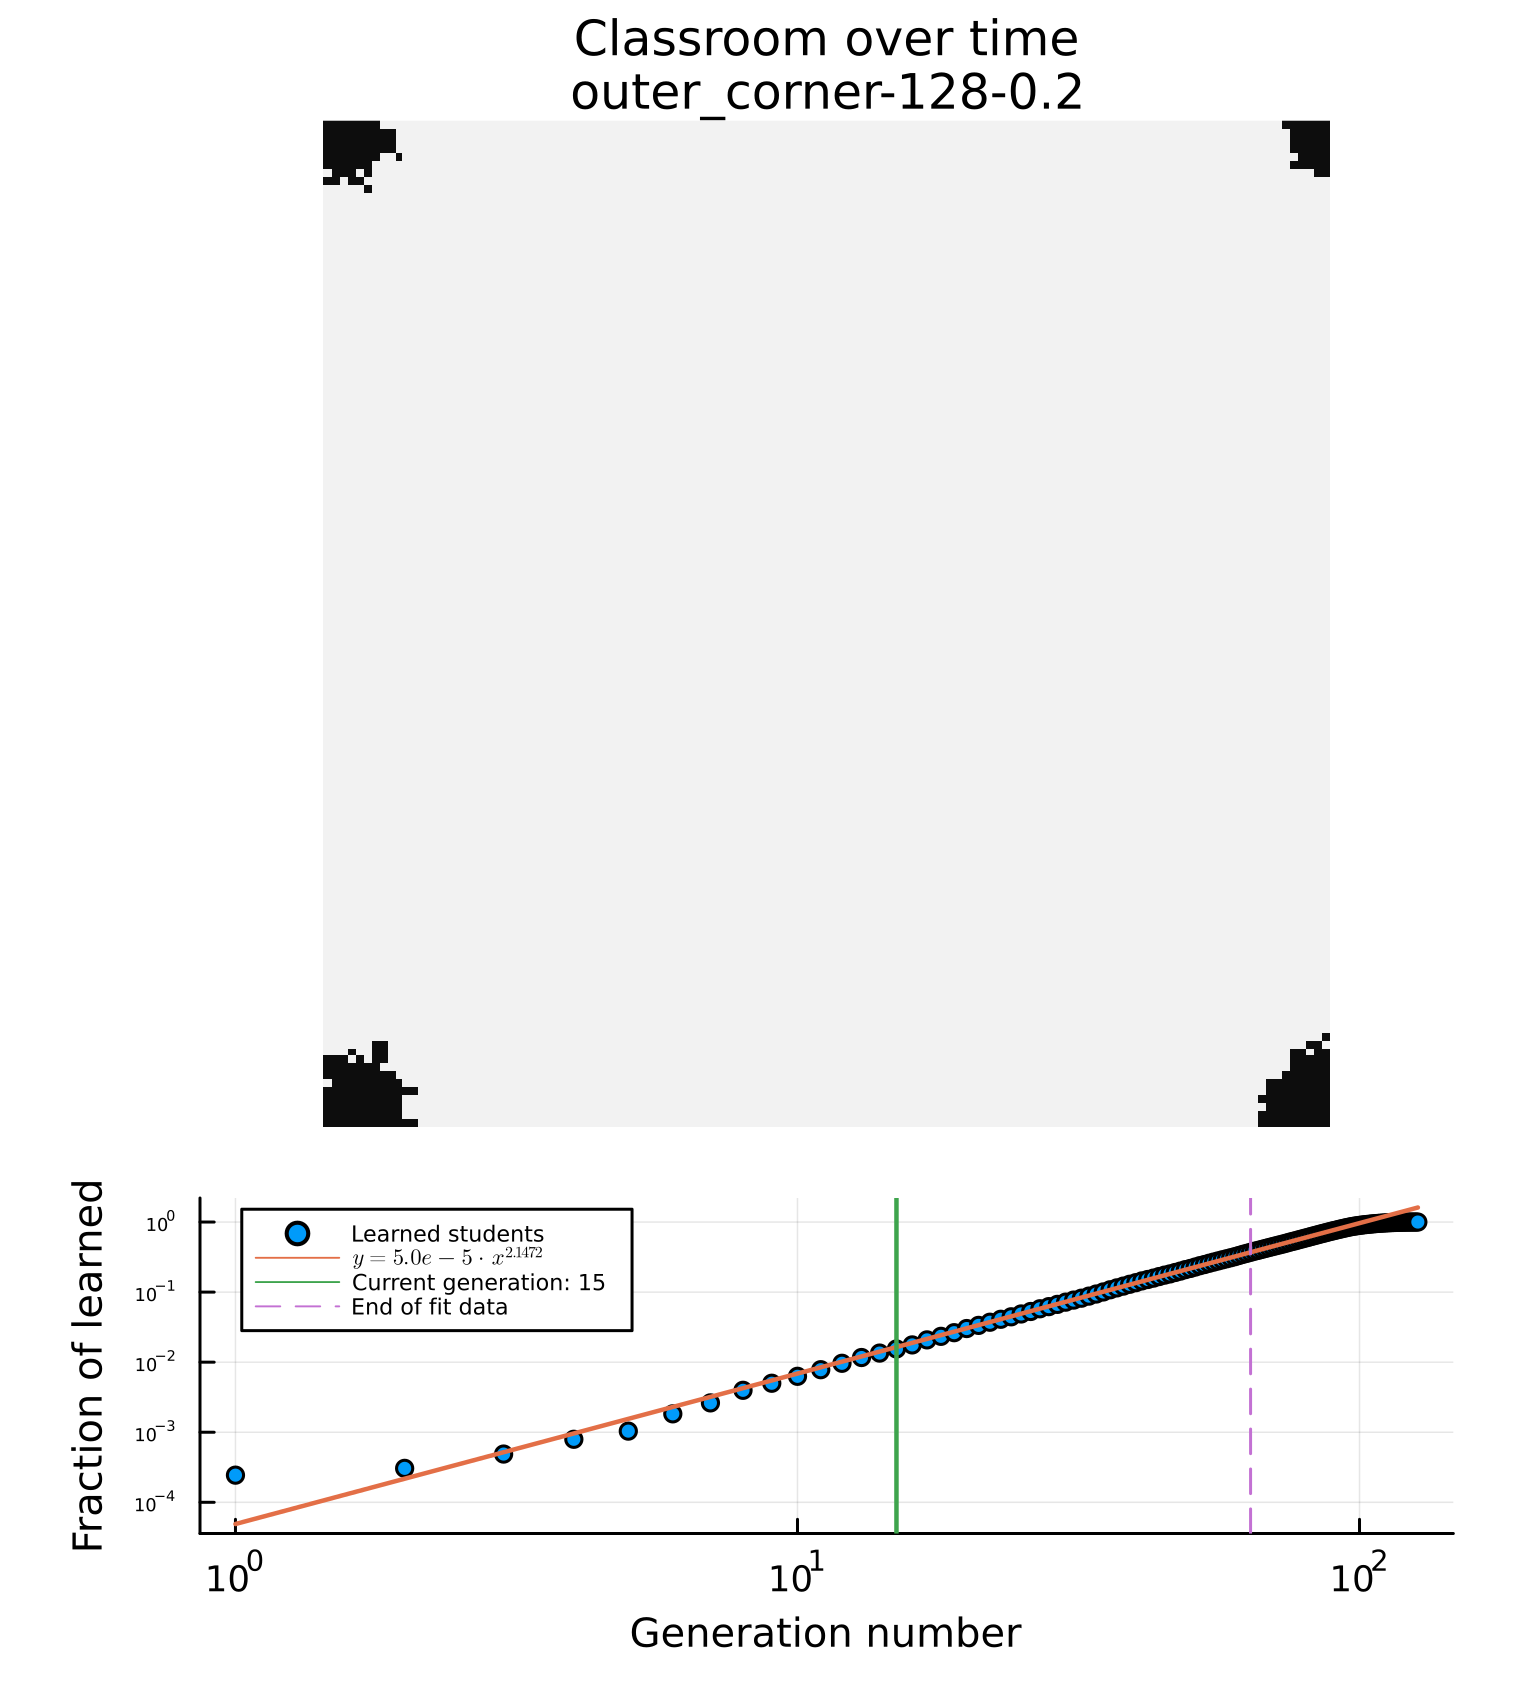 Classroom over time
outer_corner-128-0.2
Fraction of learned
10^0
10^-1
10^-2
10^-3
10^-4
Learned students
y = 5.0e − 5 · x^2.1472
Current generation: 15
End of fit data
10^0 10^1 10^2
Generation number